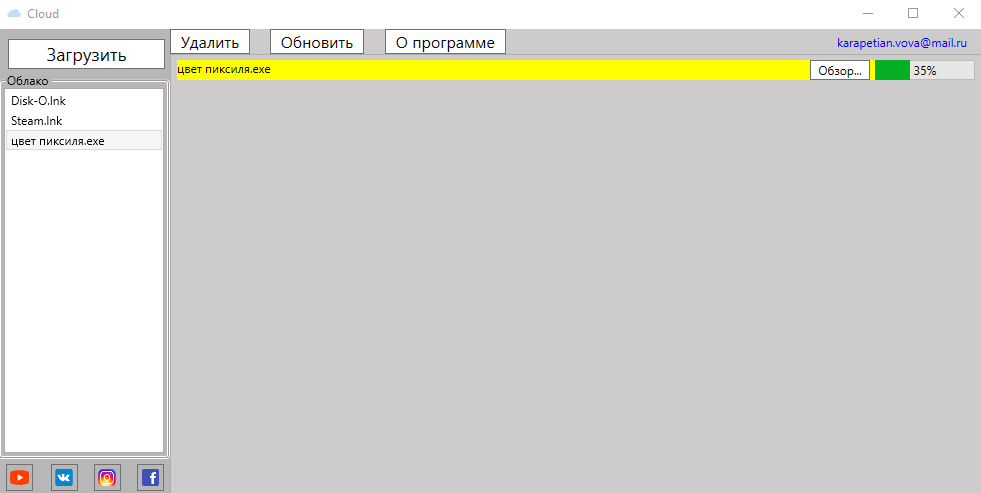 Cloud
Загрузить
Удалить
Обновить
О программе
karapetian.vova@mail.ru
Облако
Disk-O.lnk
Steam.lnk
цвет пиксиля.exe
цвет пиксиля.exe
Обзор...
35%